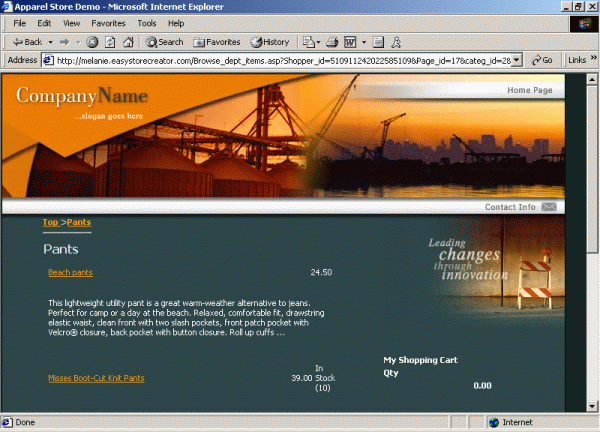 Apparel Store Demo - Microsoft Internet Explorer
File Edit View Favorites Tools Help
Back Search Favorites History
Address http://melanie.easystorecreator.com/Browse_dept_items.asp?Shopper_id=5109112420225851098&Page_id=17&categ_id=28 Go Links »
CompanyName
...slogan goes here
Home Page
Contact Info
Top >Pants
Pants
Leading
changes
through
innovation
Beach pants 24.50
This lightweight utility pant is a great warm-weather alternative to jeans.
Perfect for camp or a day at the beach. Relaxed, comfortable fit, drawstring
elastic waist, clean front with two slash pockets, front patch pocket with
Velcro® closure, back pocket with button closure. Roll up cuffs ...
My Shopping Cart
Qty
0.00
Misses Boot-Cut Knit Pants 39.00 In
Stock
(10)
Done Internet